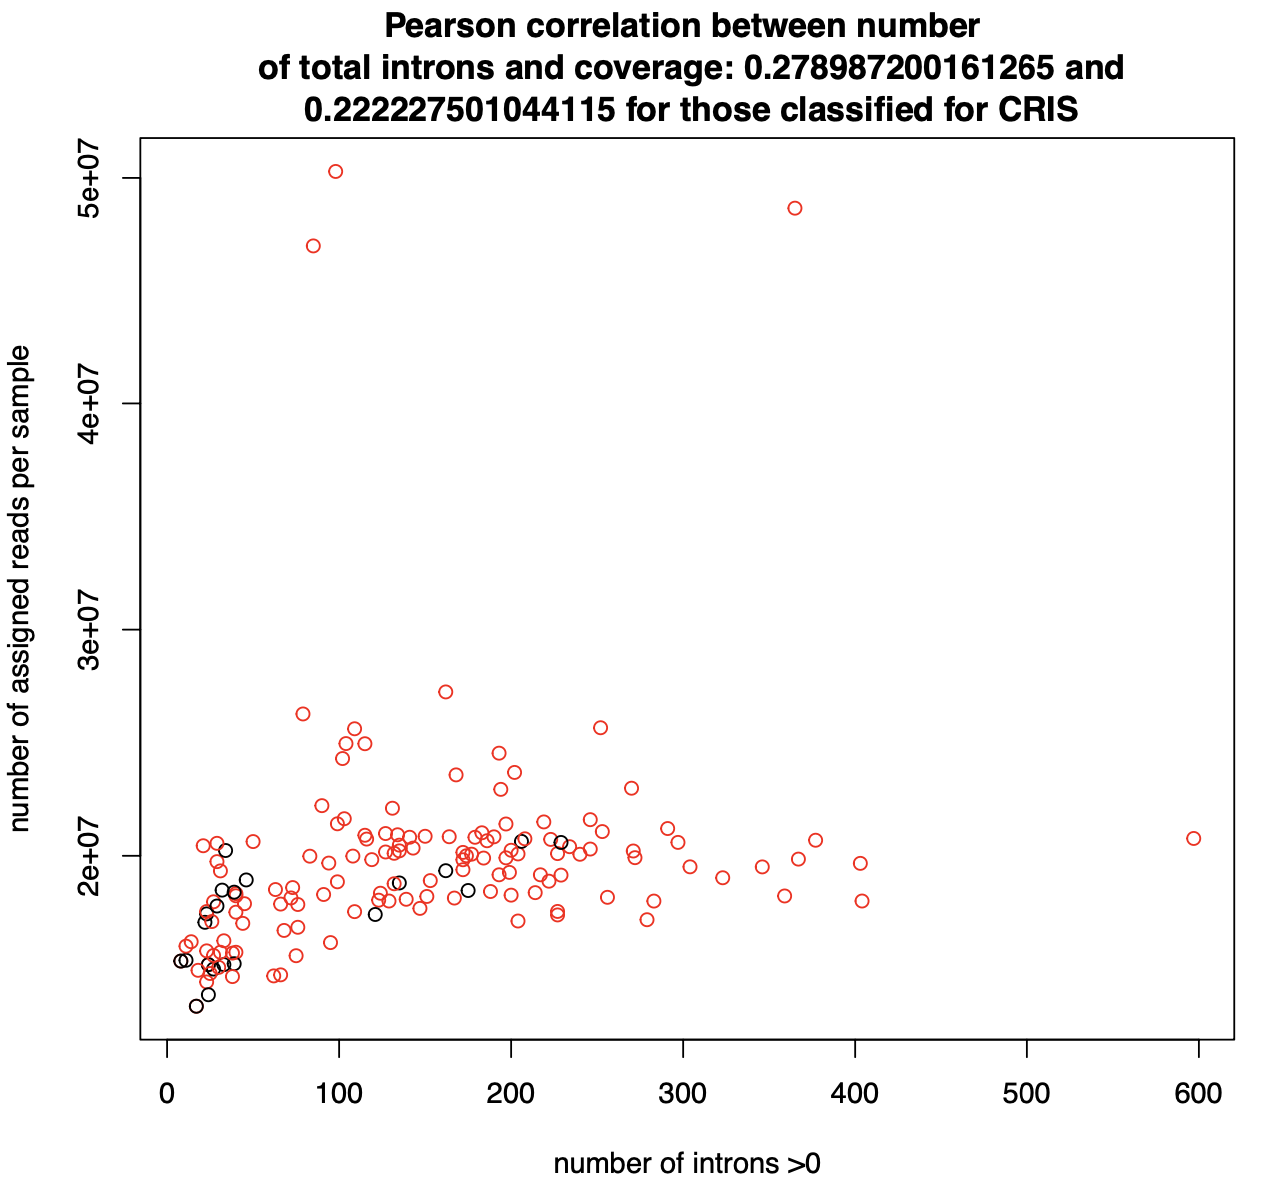 Pearson correlation between number
of total introns and coverage: 0.278987200161265 and
0.222227501044115 for those classified for CRIS
number of assigned reads per sample
5e+07
4e+07
3e+07
2e+07
0 100 200 300 400 500 600
number of introns >0